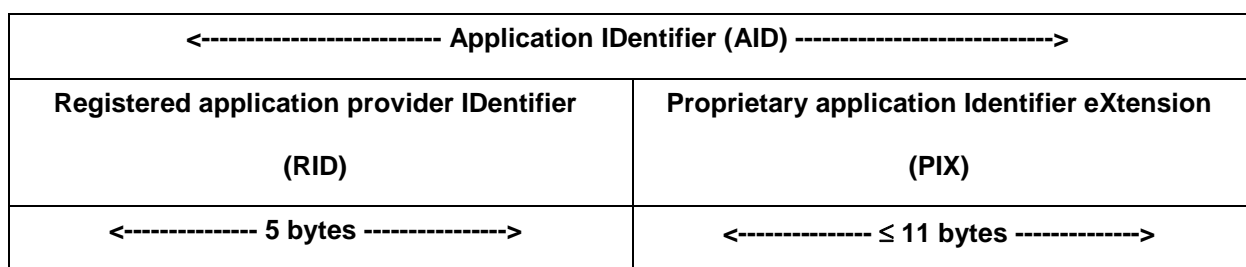 <--------------------------- Application IDentifier (AID) --------------------------->
Registered application provider IDentifier
(RID)
Proprietary application Identifier eXtension
(PIX)
<--------------- 5 bytes --------------->
<--------------- ≤ 11 bytes -------------->